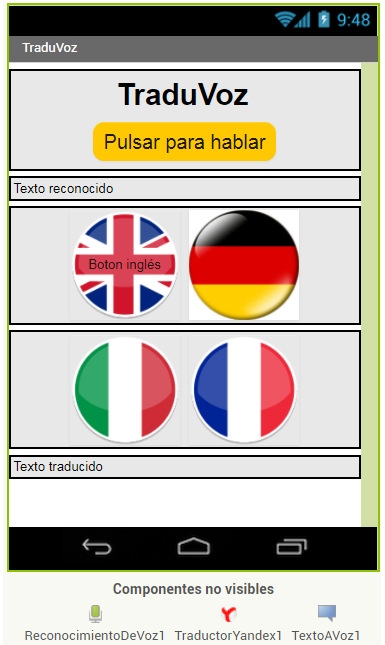 9:48
TraduVoz
TraduVoz
Pulsar para hablar
Texto reconocido
Boton inglés
Texto traducido
Componentes no visibles
ReconocimientoDeVoz1 TraductorYandex1 TextoAVoz1